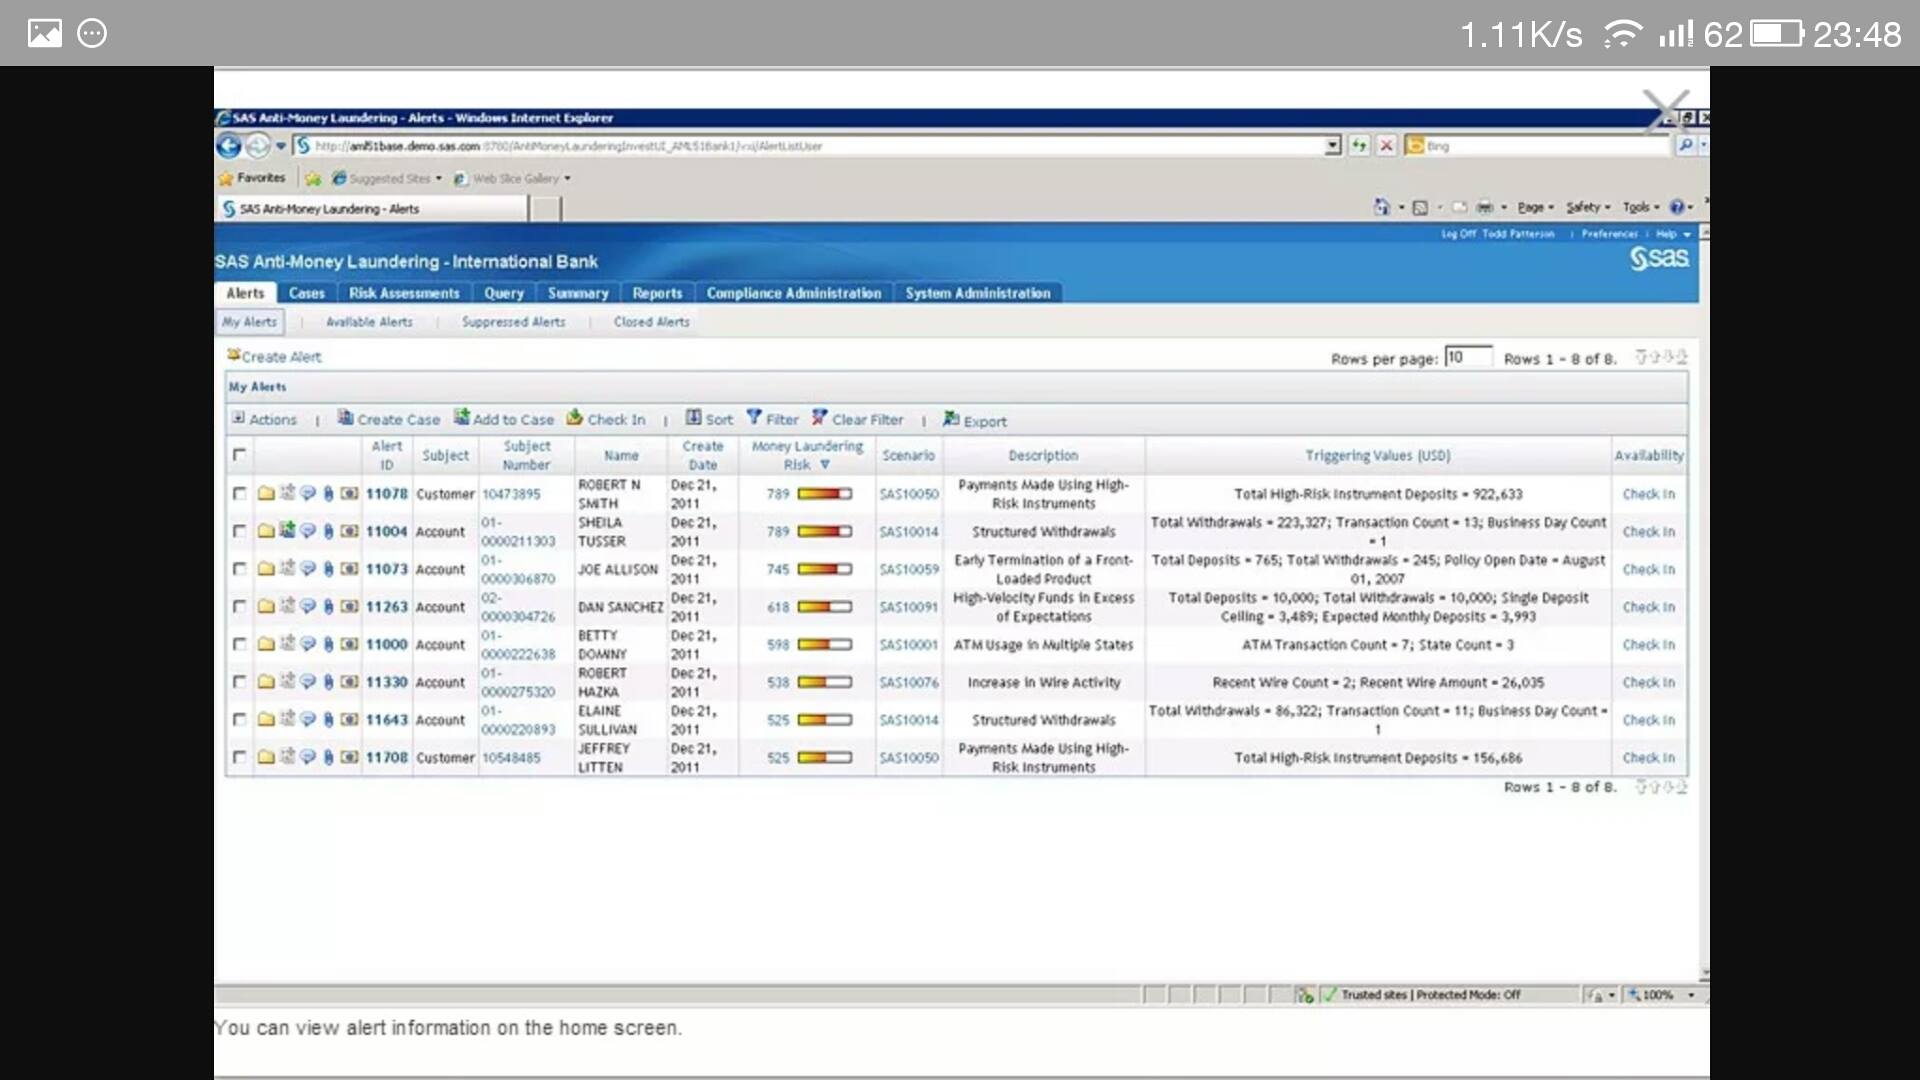 1.11K/s 62 23:48
SAS Anti-Money Laundering - Alerts - Windows Internet Explorer
http://aml51base.demo.sas.com:8780/AntiMoneyLaunderingInvestUI_AML51Bank1/vxi/AlertListUser
Bing
Favorites Suggested Sites Web Slice Gallery
SAS Anti-Money Laundering - Alerts
Page Safety Tools
Log Off Todd Patterson | Preferences | Help
SAS Anti-Money Laundering - International Bank
sas
Alerts Cases Risk Assessments Query Summary Reports Compliance Administration System Administration
My Alerts | Available Alerts | Suppressed Alerts | Closed Alerts
Create Alert
Rows per page: 10 Rows 1 - 8 of 8.
My Alerts
Actions | Create Case Add to Case Check In | Sort Filter Clear Filter | Export
Alert ID Subject Subject Number Name Create Date Money Laundering Risk Scenario Description Triggering Values (USD) Availability
11078 Customer 10473895 ROBERT N SMITH Dec 21, 2011 789 SAS10050 Payments Made Using High-Risk Instruments Total High-Risk Instrument Deposits = 922,633 Check In
11004 Account 01-0000211303 SHEILA TUSSER Dec 21, 2011 789 SAS10014 Structured Withdrawals Total Withdrawals = 223,327; Transaction Count = 13; Business Day Count = 1 Check In
11073 Account 01-0000306870 JOE ALLISON Dec 21, 2011 745 SAS10059 Early Termination of a Front-Loaded Product Total Deposits = 765; Total Withdrawals = 245; Policy Open Date = August 01, 2007 Check In
11263 Account 02-0000304726 DAN SANCHEZ Dec 21, 2011 618 SAS10091 High-Velocity Funds in Excess of Expectations Total Deposits = 10,000; Total Withdrawals = 10,000; Single Deposit Ceiling = 3,489; Expected Monthly Deposits = 3,993 Check In
11000 Account 01-0000222638 BETTY DOWNY Dec 21, 2011 598 SAS10001 ATM Usage in Multiple States ATM Transaction Count = 7; State Count = 3 Check In
11330 Account 01-0000275320 ROBERT HAZKA Dec 21, 2011 538 SAS10076 Increase in Wire Activity Recent Wire Count = 2; Recent Wire Amount = 26,035 Check In
11643 Account 01-0000220893 ELAINE SULLIVAN Dec 21, 2011 525 SAS10014 Structured Withdrawals Total Withdrawals = 86,322; Transaction Count = 11; Business Day Count = 1 Check In
11708 Customer 10548485 JEFFREY LITTEN Dec 21, 2011 525 SAS10050 Payments Made Using High-Risk Instruments Total High-Risk Instrument Deposits = 156,686 Check In
Rows 1 - 8 of 8.
Trusted sites | Protected Mode: Off 100%
You can view alert information on the home screen.